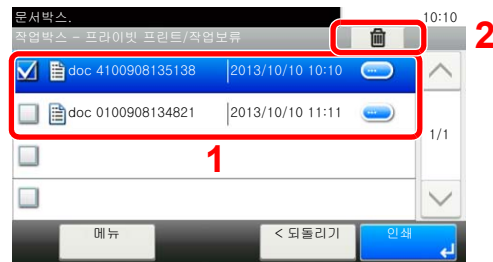 문서박스.
10:10
작업박스 - 프라이빗 프린트/작업보류
2
doc 4100908135138 2013/10/10 10:10
doc 0100908134821 2013/10/10 11:11
1/1
1
메뉴
< 되돌리기
인쇄